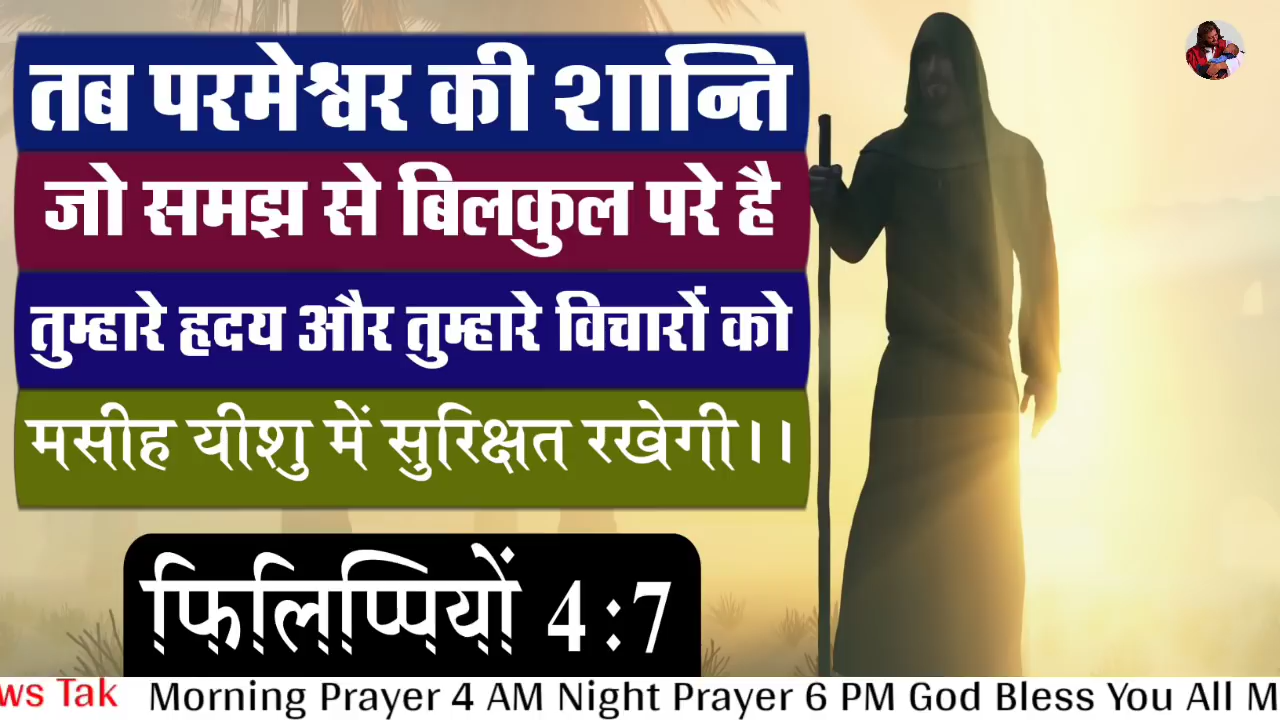 तब परमेश्वर की शान्ति
जो समझ से बिलकुल परे है
तुम्हारे हृदय और तुम्हारे विचारों को
मसीह यीशु में सुरिक्षत रखेगी।।
फिलिप्पियों 4:7
ws Tak Morning Prayer 4 AM Night Prayer 6 PM God Bless You All M